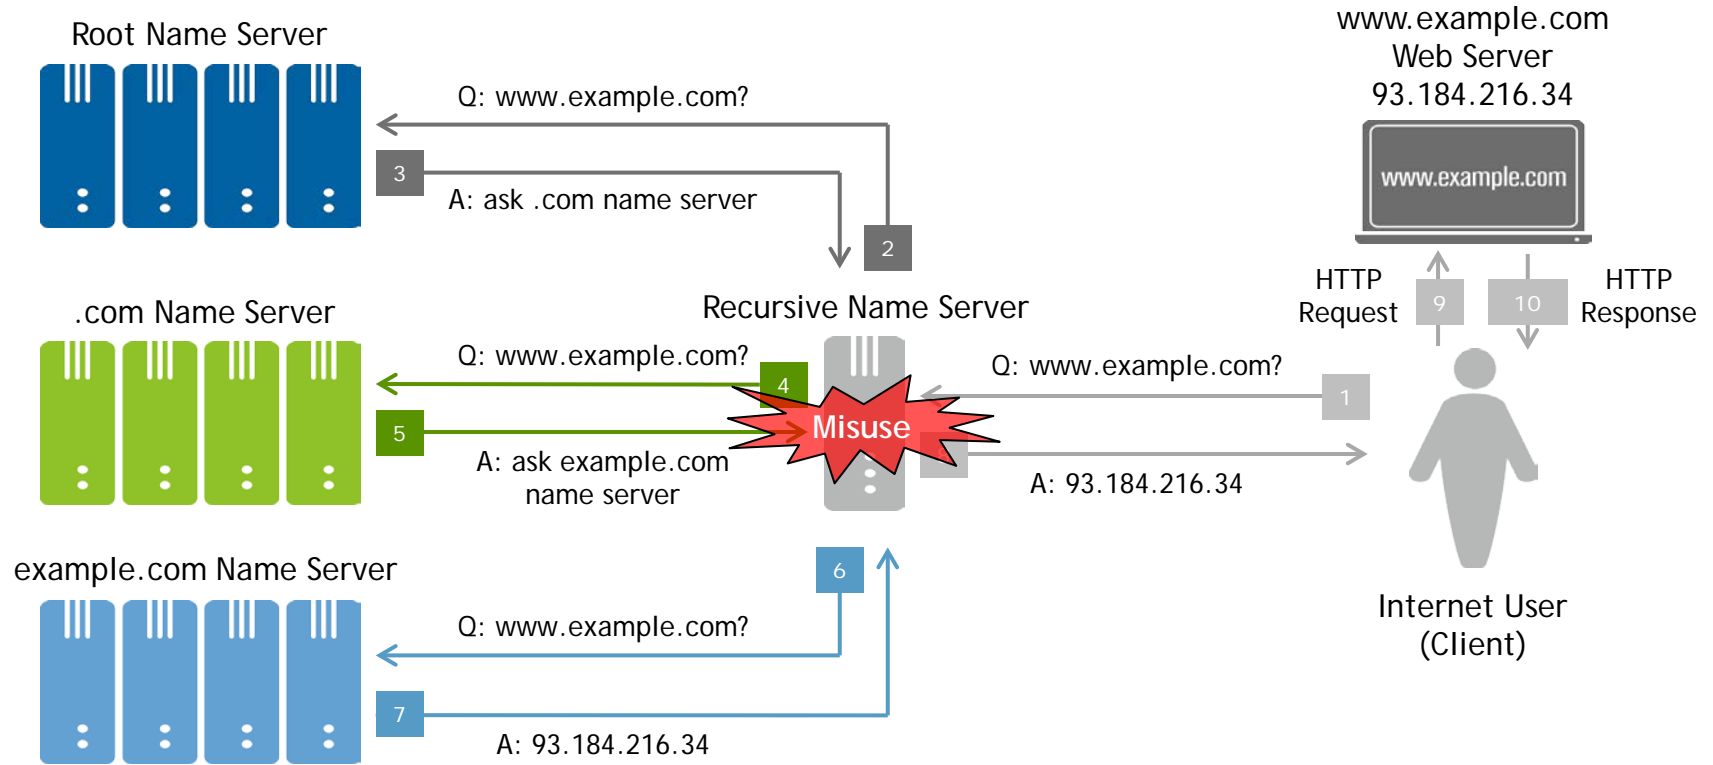 Root Name Server
Q: www.example.com?
3
A: ask .com name server
2
www.example.com
Web Server
93.184.216.34
www.example.com
HTTP
Request
9
10
HTTP
Response
.com Name Server
Recursive Name Server
Q: www.example.com?
4
5
A: ask example.com
name server
Misuse
Q: www.example.com?
1
A: 93.184.216.34
example.com Name Server
6
Q: www.example.com?
7
A: 93.184.216.34
Internet User
(Client)